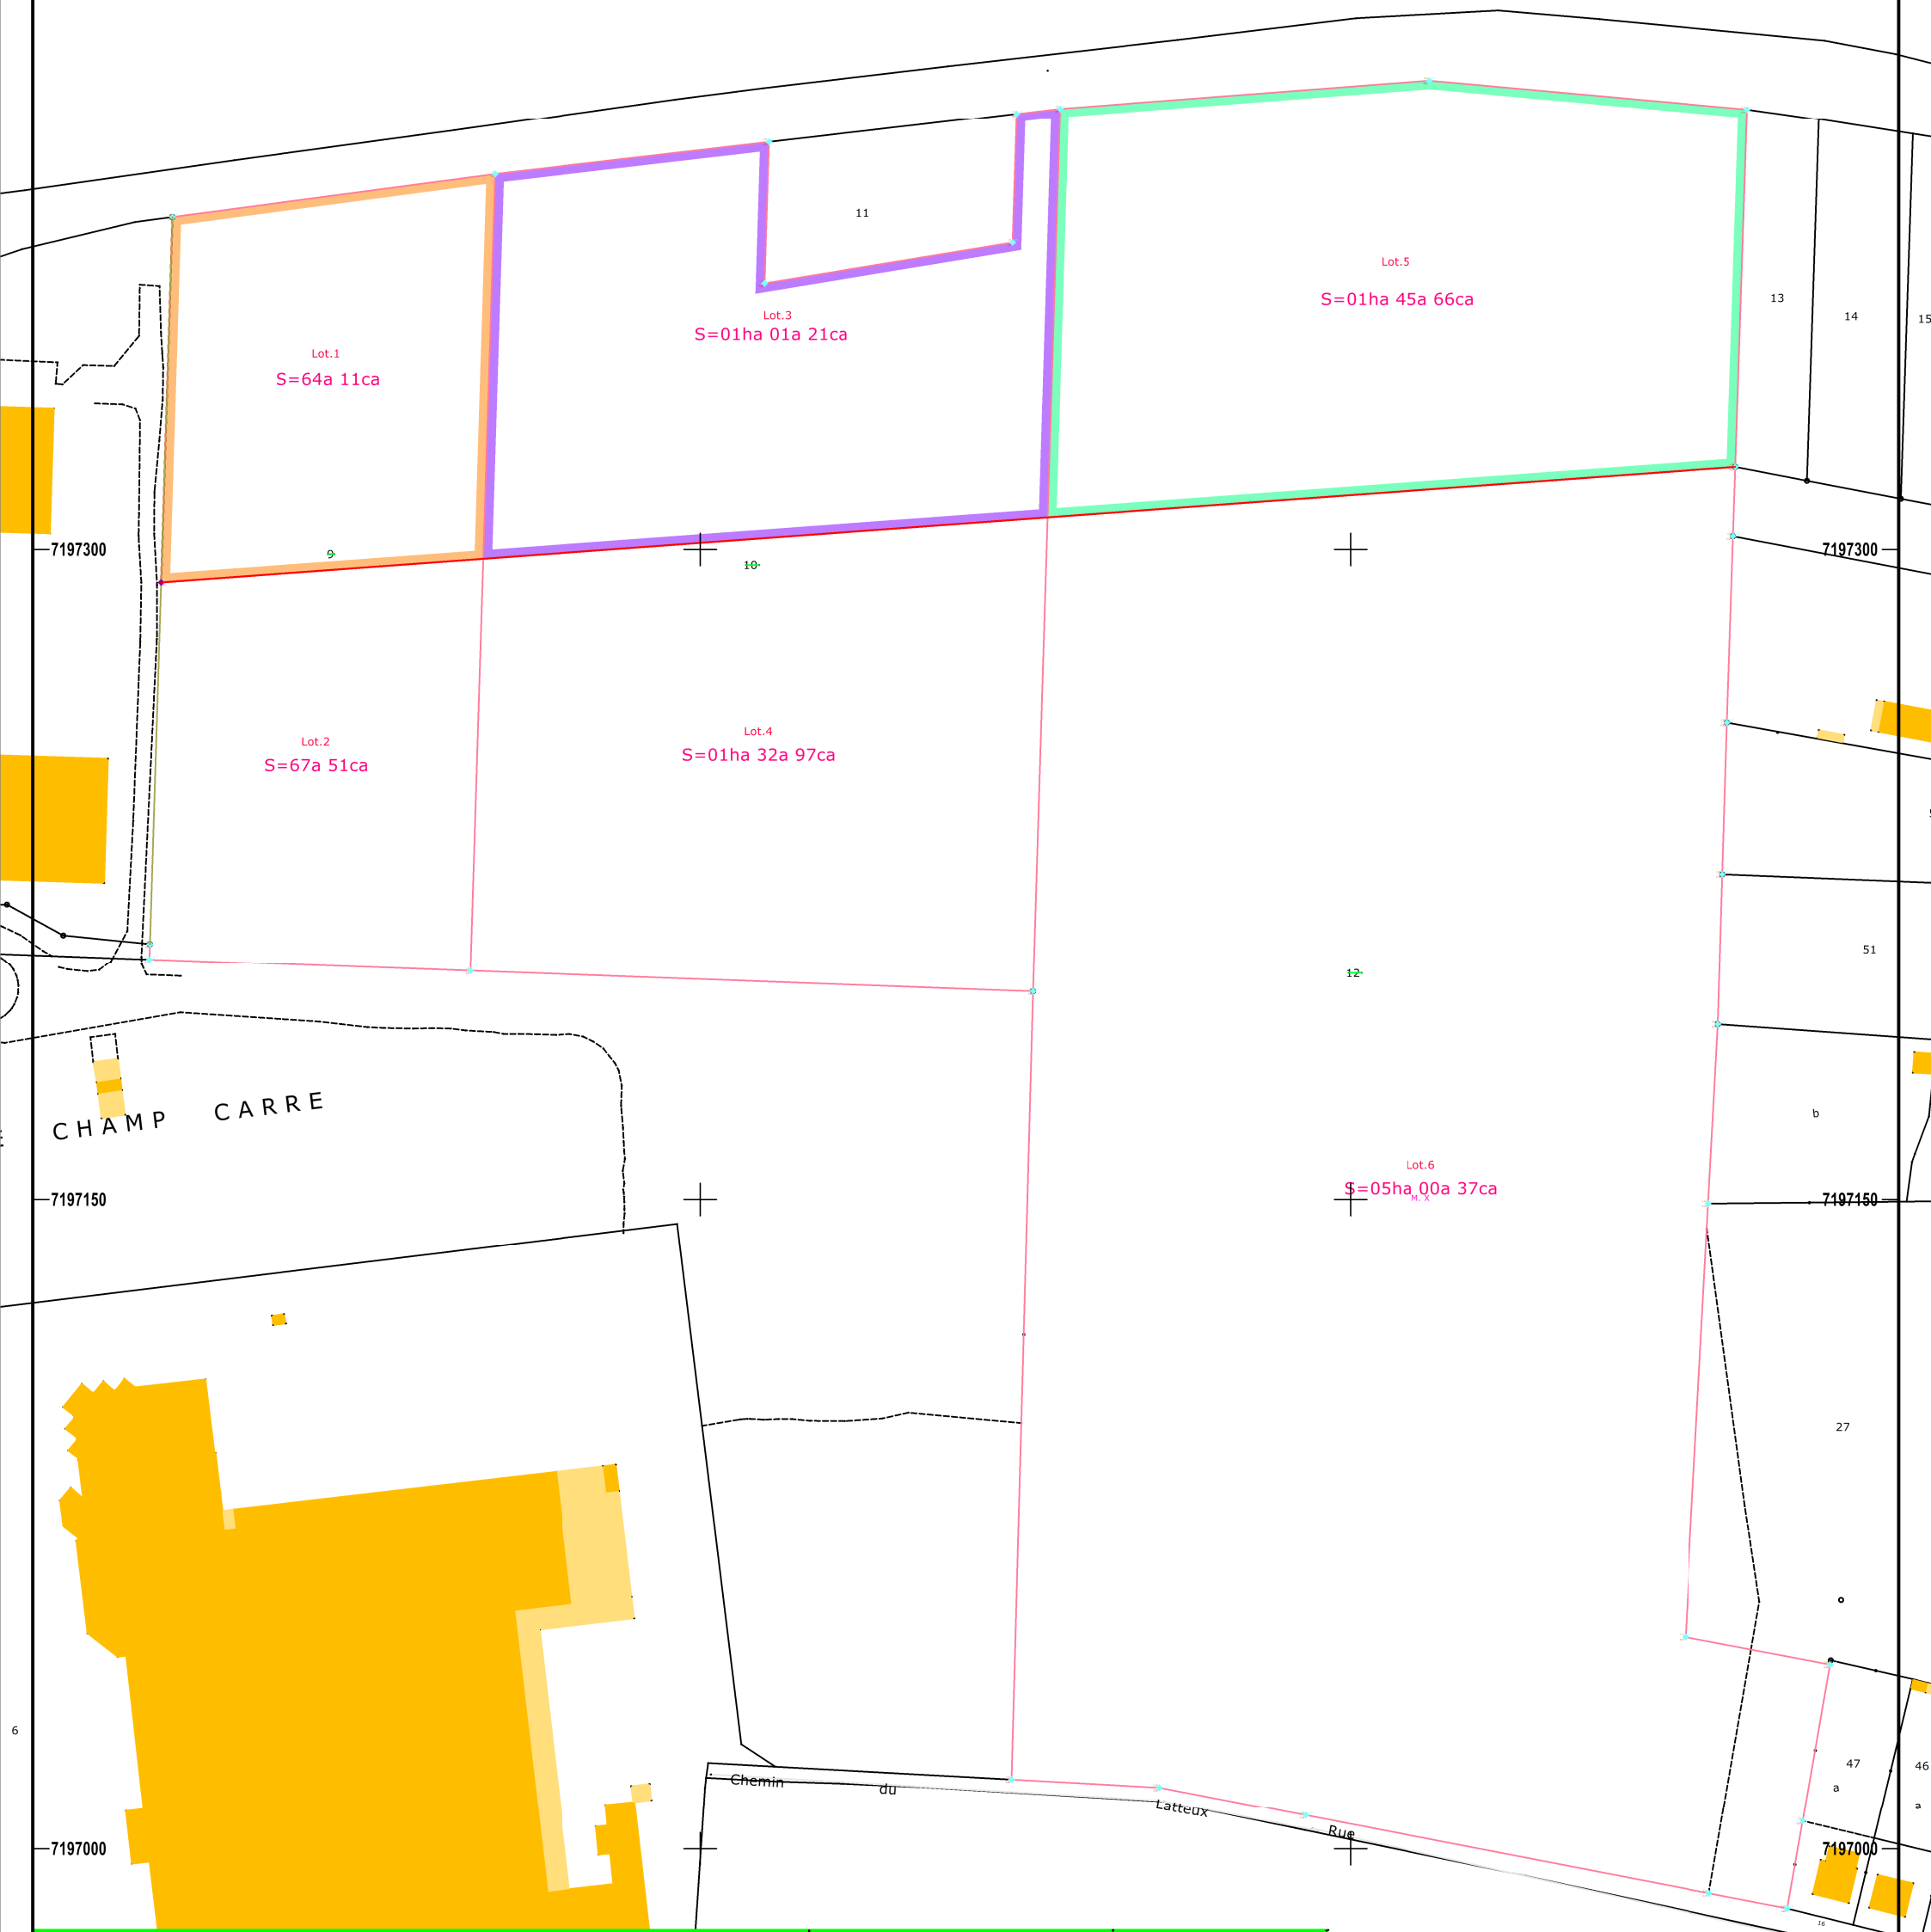 11
Lot.5
S=01ha 45a 66ca
13
14
15
Lot.3
S=01ha 01a 21ca
Lot.1
S=64a 11ca
7197300
9
10
7197300
Lot.2
S=67a 51ca
Lot.4
S=01ha 32a 97ca
51
12
CHAMP CARRE
b
Lot.6
S=05ha 00a 37ca
M. X
7197150
7197150
27
6
47
46
a
a
Chemin du Latteux Rue
7197000
7197000
16